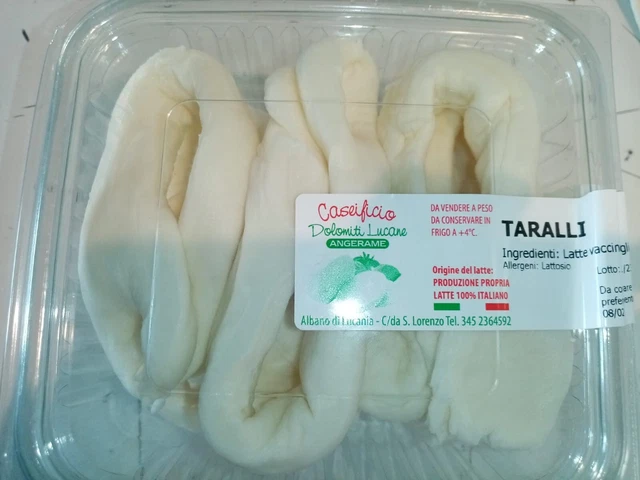 Caseificio
Dolomiti Lucane
ANGERAME
DA VENDERE A PESO
DA CONSERVARE IN
FRIGO A +4°C.
Origine del latte:
PRODUZIONE PROPRIA
LATTE 100% ITALIANO
Albano di Lucania - C/da S. Lorenzo Tel. 345 2364592
TARALLI
Ingredienti: Latte
Allergeni: Lattosio
Lotto:
Da
08/02